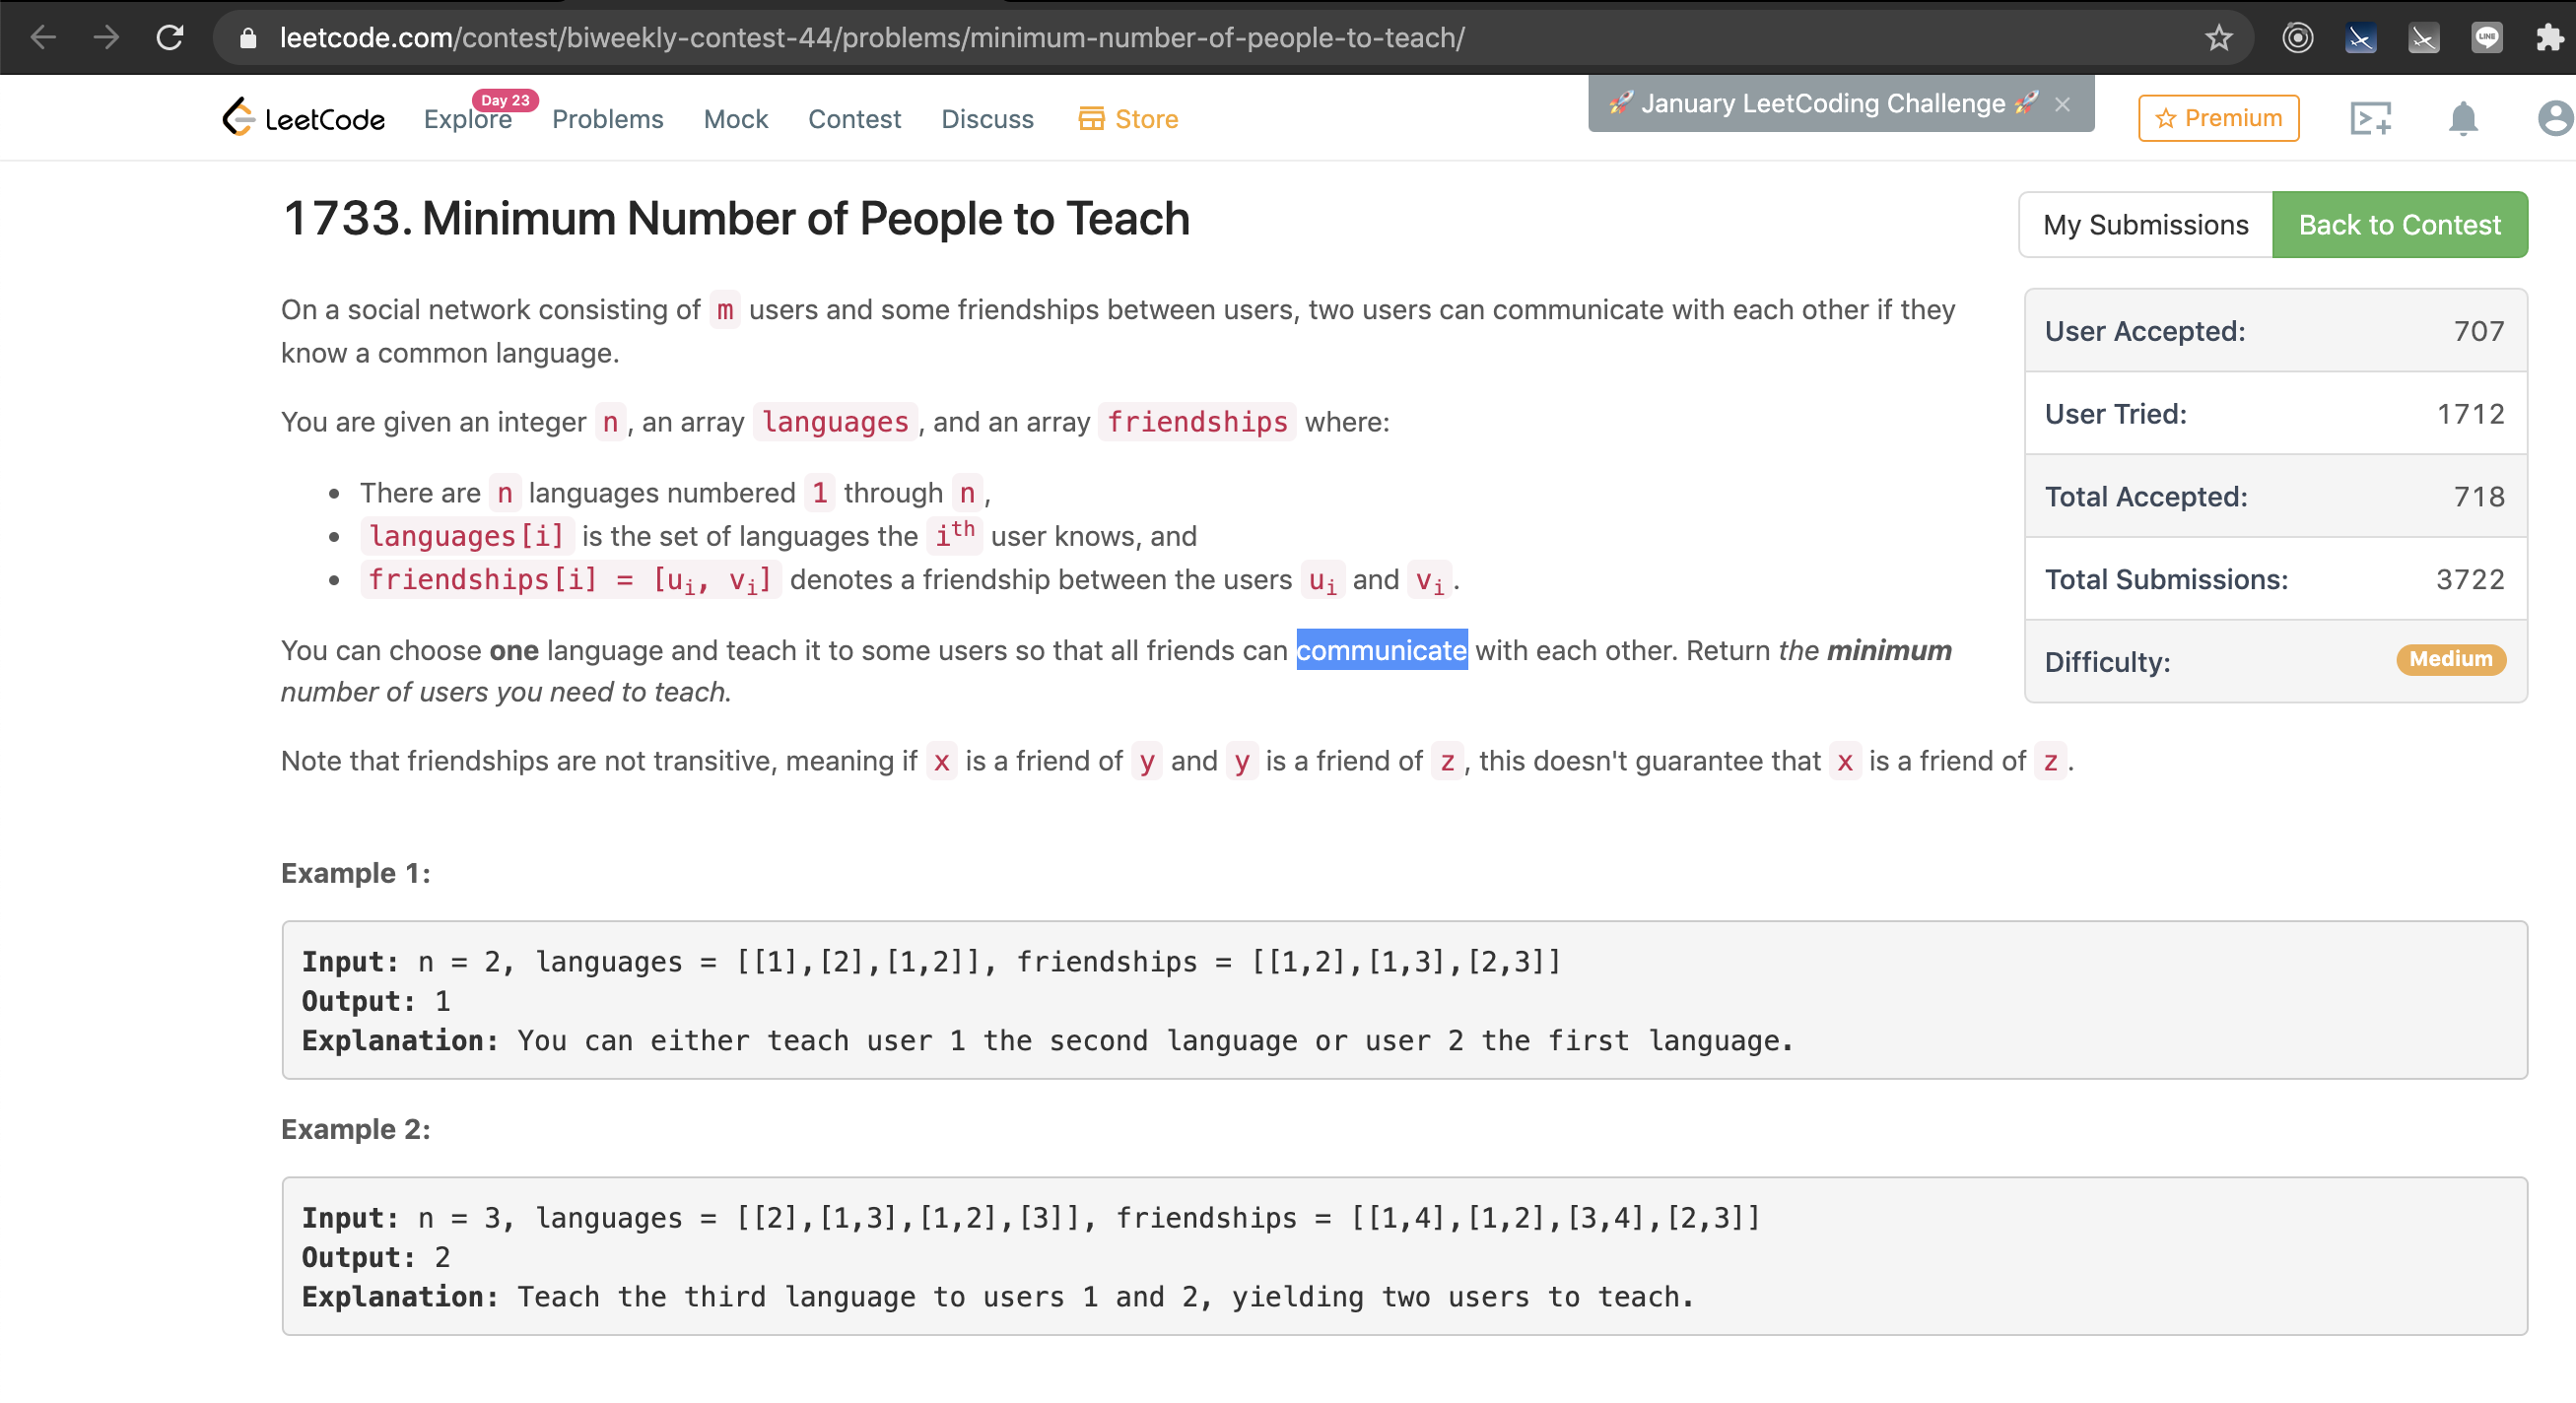 leetcode.com/contest/biweekly-contest-44/problems/minimum-number-of-people-to-teach/
LINE
LeetCode
Explore
Day 23
Problems
Mock
Contest
Discuss
Store
🚀 January LeetCoding Challenge 🚀 ×
Premium
1733. Minimum Number of People to Teach
My Submissions
Back to Contest
On a social network consisting of m users and some friendships between users, two users can communicate with each other if they
know a common language.
You are given an integer n, an array languages, and an array friendships where:
• There are n languages numbered 1 through n,
• languages[i] is the set of languages the iᵗʰ user knows, and
• friendships[i] = [uᵢ, vᵢ] denotes a friendship between the users uᵢ and vᵢ.
You can choose one language and teach it to some users so that all friends can communicate with each other. Return the minimum
number of users you need to teach.
Note that friendships are not transitive, meaning if x is a friend of y and y is a friend of z, this doesn't guarantee that x is a friend of z.
User Accepted: 707
User Tried: 1712
Total Accepted: 718
Total Submissions: 3722
Difficulty: Medium
Example 1:
Input: n = 2, languages = [[1],[2],[1,2]], friendships = [[1,2],[1,3],[2,3]]
Output: 1
Explanation: You can either teach user 1 the second language or user 2 the first language.
Example 2:
Input: n = 3, languages = [[2],[1,3],[1,2],[3]], friendships = [[1,4],[1,2],[3,4],[2,3]]
Output: 2
Explanation: Teach the third language to users 1 and 2, yielding two users to teach.